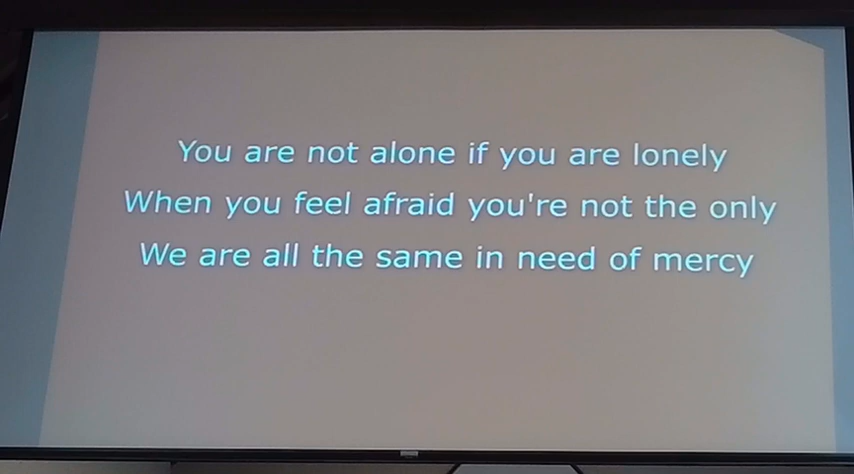 You are not alone if you are lonely
When you feel afraid you're not the only
We are all the same in need of mercy